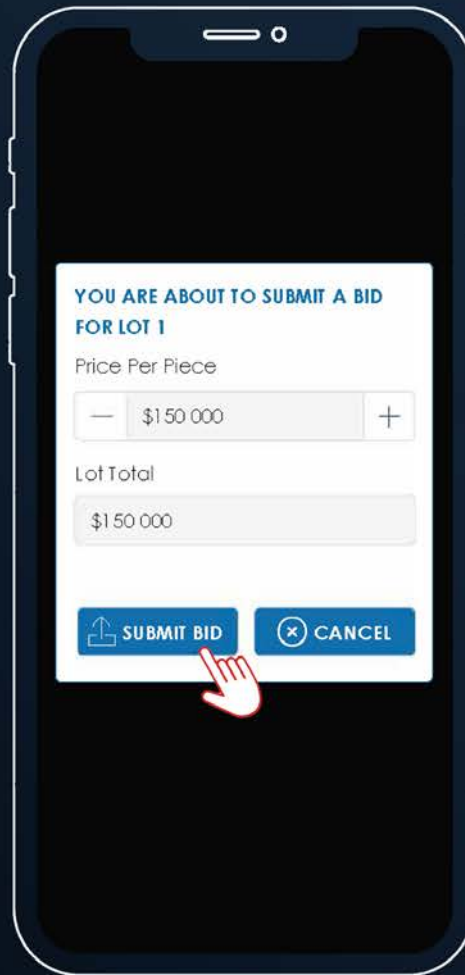 YOU ARE ABOUT TO SUBMIT A BID
FOR LOT 1
Price Per Piece
$150 000
Lot Total
$150 000
SUBMIT BID
CANCEL